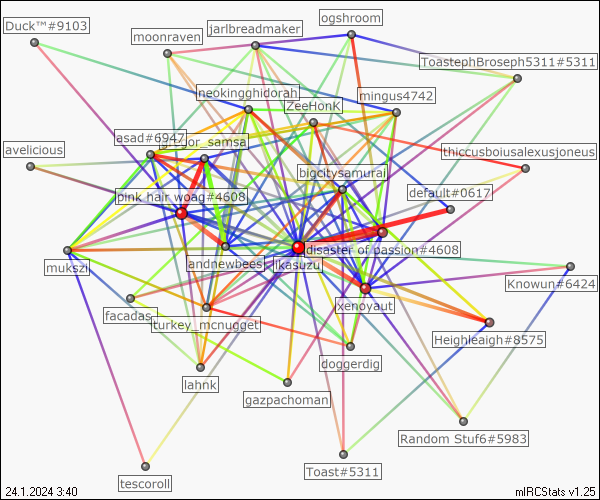 ogshroom
Duck™#9103
jarlbreadmaker
moonraven
ToastephBroseph5311#5311
neokingghidorah
mingus4742
ZeeHonK
asad#6947
gregor_samsa
avelicious
thiccusboiusalexusjoneus
bigcitysamurai
pink hair woag#4608
default#0617
disaster of passion#4608
mukszi
andnewbees
ikasuzu
Knowun#6424
xenoyaut
facadas
turkey_mcnugget
Heighleaigh#8575
doggerdig
lahnk
gazpachoman
Random Stuf6#5983
Toast#5311
tescoroll
24.1.2024 3:40
mIRCStats v1.25